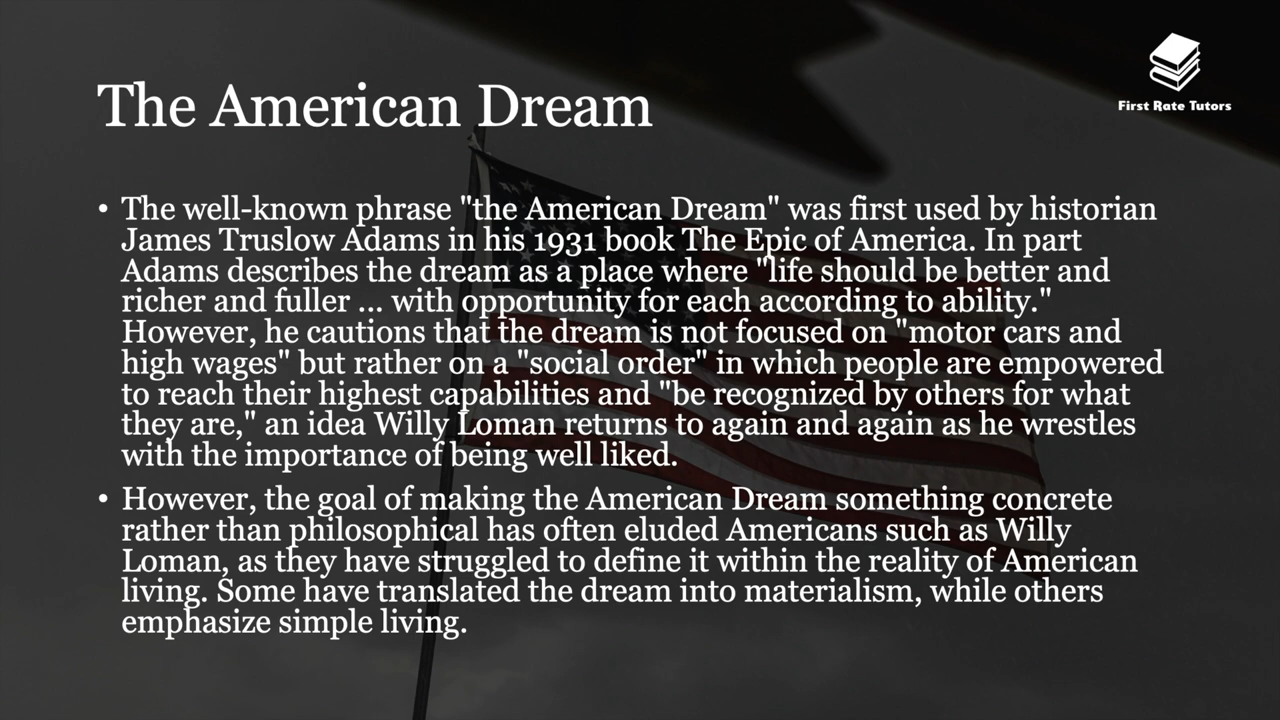 First Rate Tutors
The American Dream
• The well-known phrase "the American Dream" was first used by historian
James Truslow Adams in his 1931 book The Epic of America. In part
Adams describes the dream as a place where "life should be better and
richer and fuller ... with opportunity for each according to ability."
However, he cautions that the dream is not focused on "motor cars and
high wages" but rather on a "social order" in which people are empowered
to reach their highest capabilities and "be recognized by others for what
they are," an idea Willy Loman returns to again and again as he wrestles
with the importance of being well liked.
• However, the goal of making the American Dream something concrete
rather than philosophical has often eluded Americans such as Willy
Loman, as they have struggled to define it within the reality of American
living. Some have translated the dream into materialism, while others
emphasize simple living.